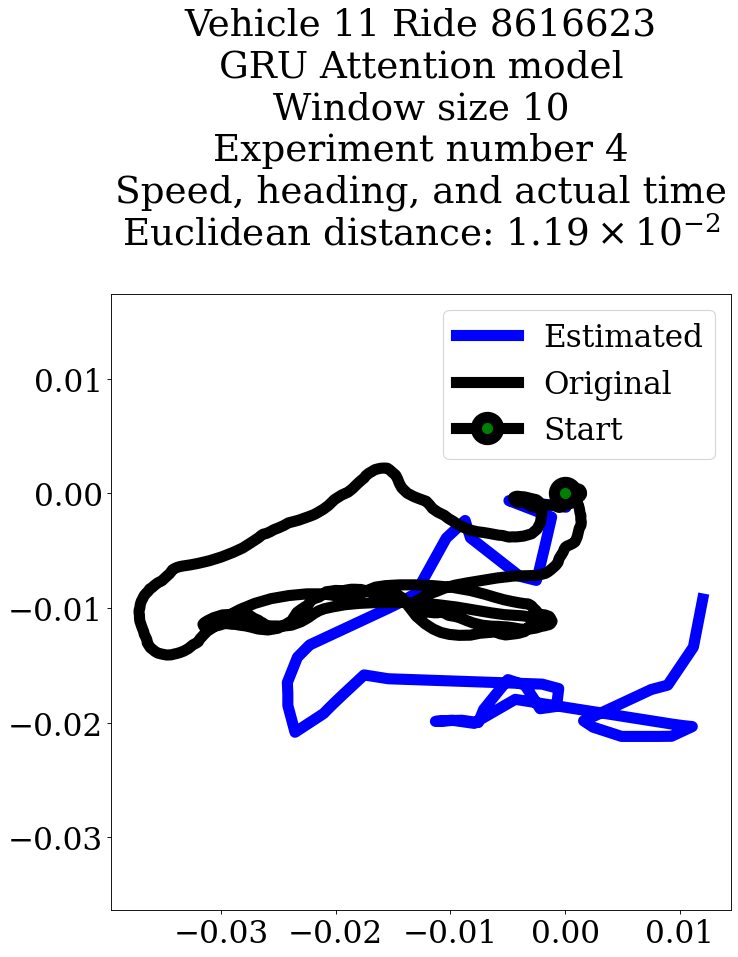 Vehicle 11 Ride 8616623
GRU Attention model
Window size 10
Experiment number 4
Speed, heading, and actual time
Euclidean distance: 1.19 × 10⁻²
Estimated
Original
Start
0.01
0.00
−0.01
−0.02
−0.03
−0.03 −0.02 −0.01 0.00 0.01